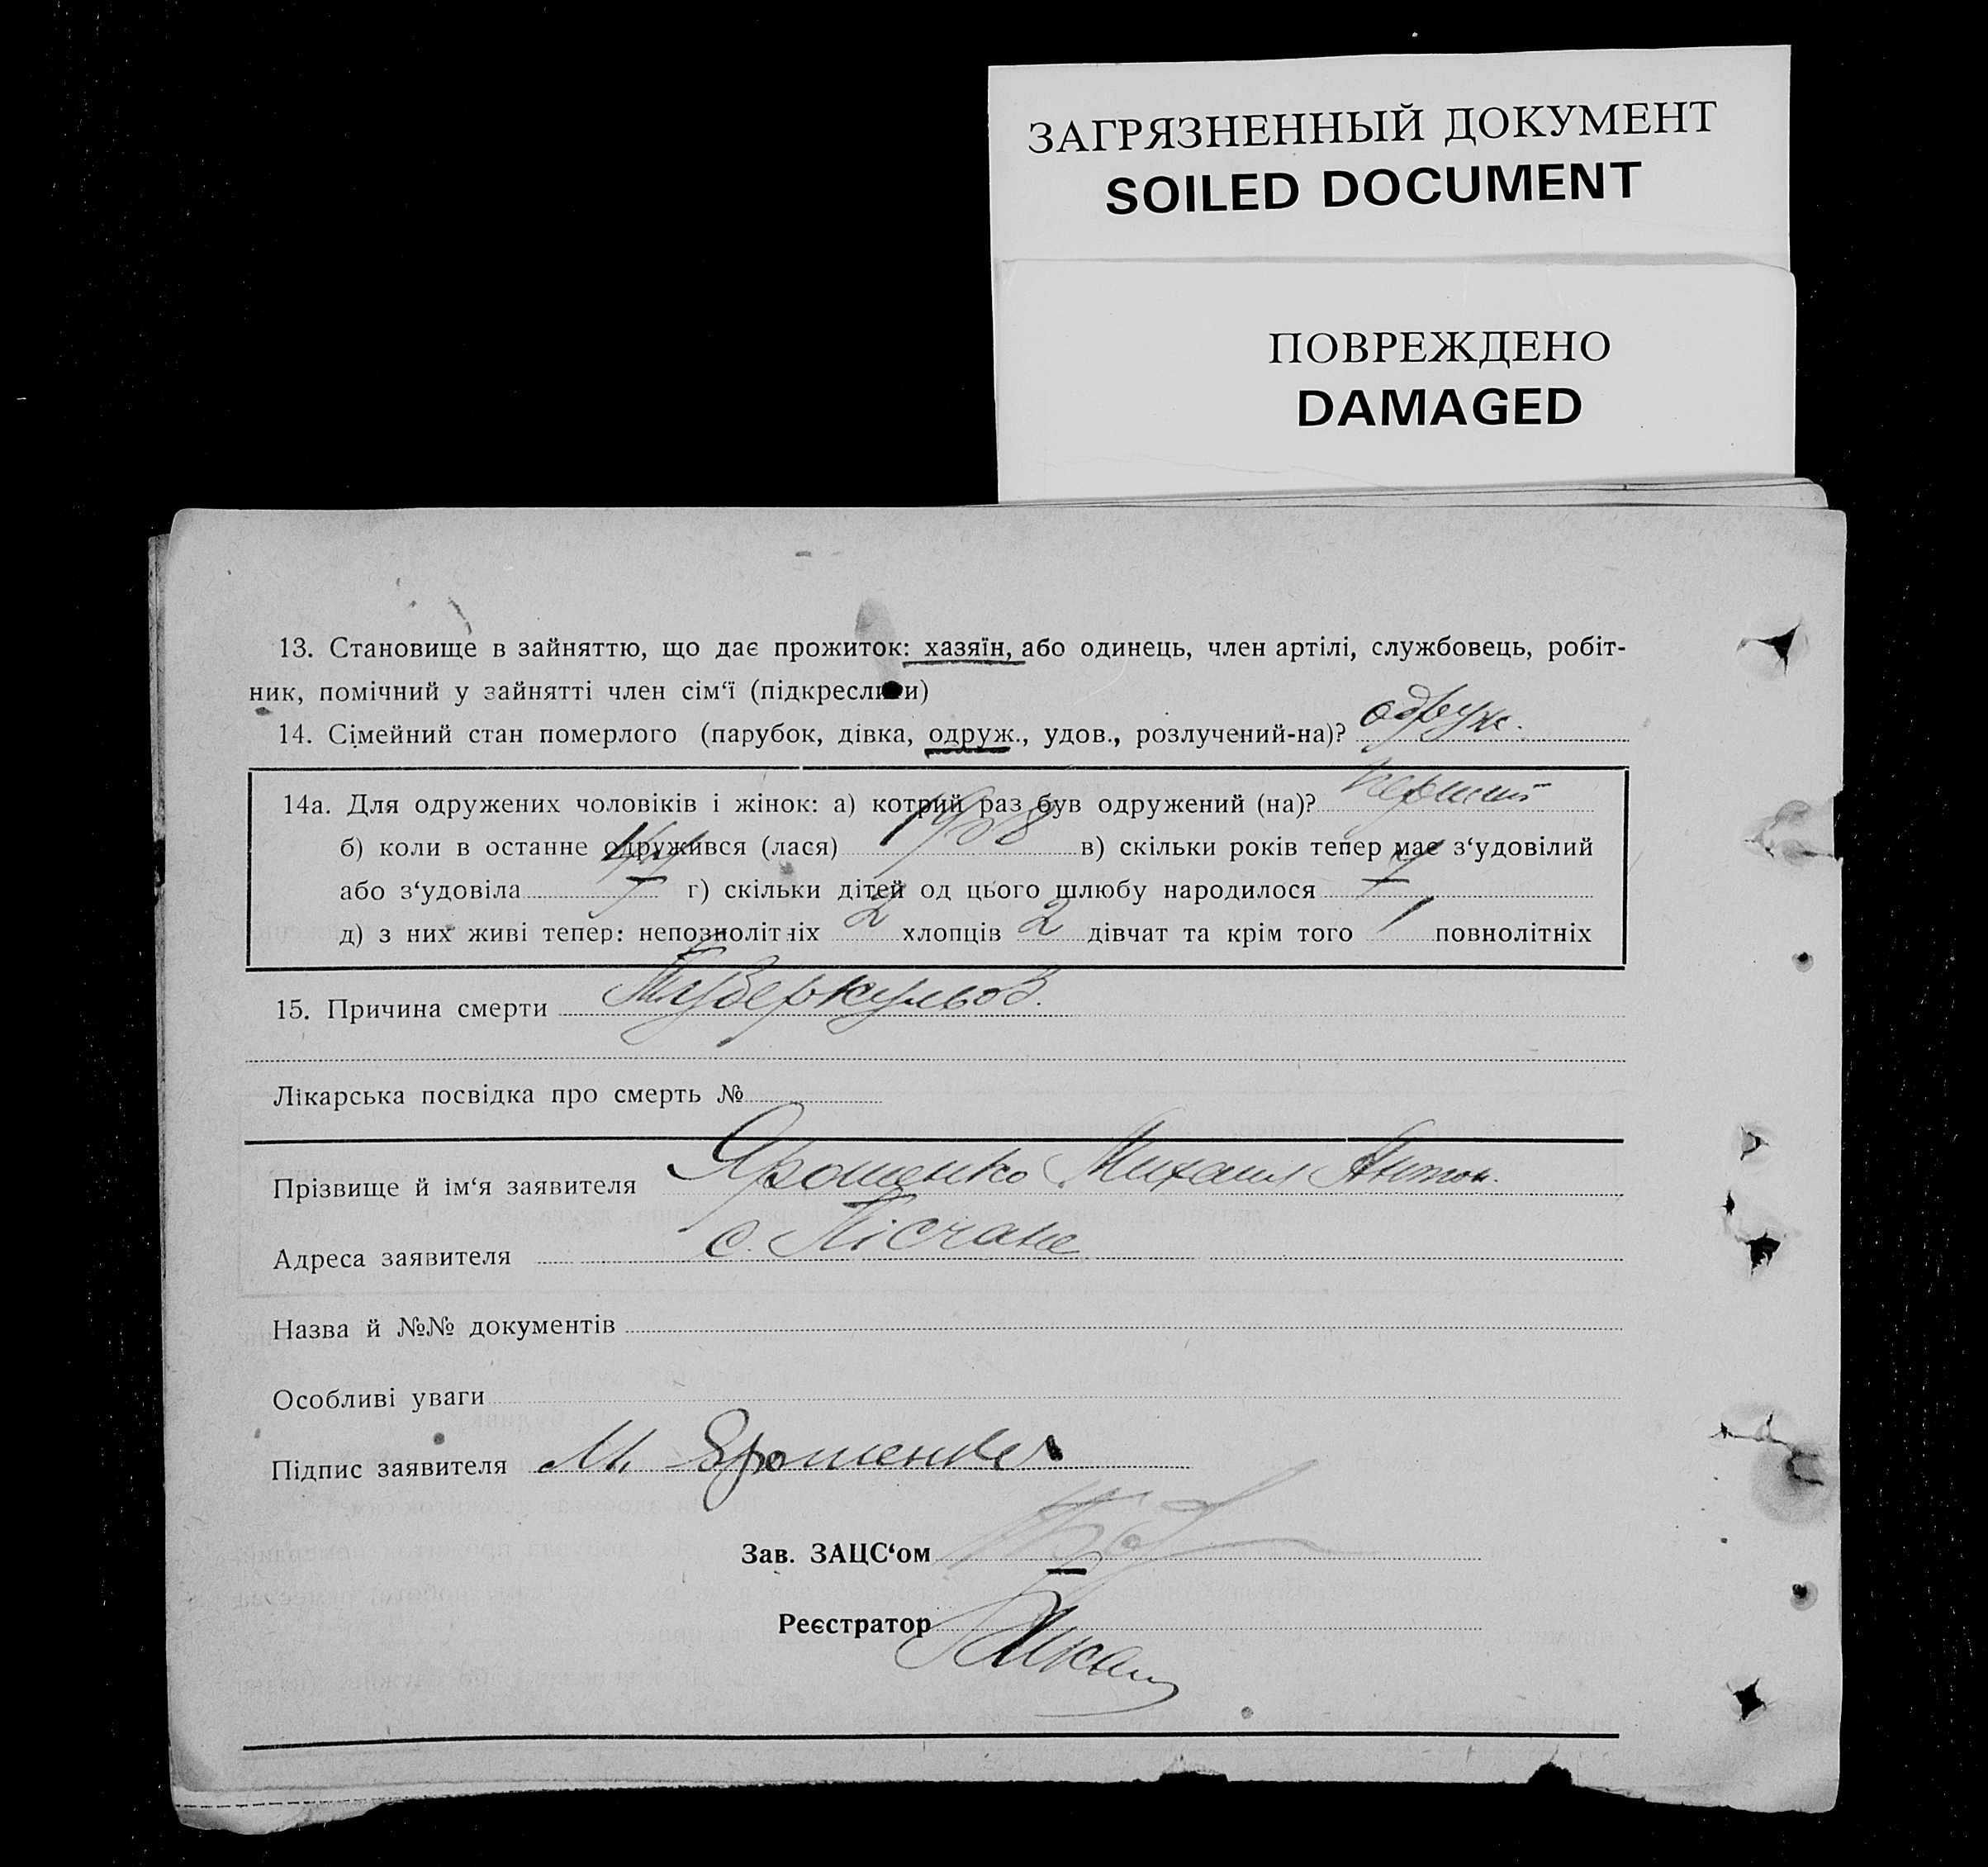 ЗАГРЯЗНЕННЫЙ ДОКУМЕНТ
SOILED DOCUMENT
ПОВРЕЖДЕНО
DAMAGED
13. Становище в зайняттю, що дає прожиток: хазяїн, або одинець, член артілі, службовець, робіт-
ник, помічний у зайнятті член сім‘ї (підкреслити)
14. Сімейний стан померлого (парубок, дівка, одруж., удов., розлучений-на)? одруж.
14а. Для одружених чоловіків і жінок: а) котрий раз був одружений (на)? перший
б) коли в останне одружився (лася) 1908 в) скільки років тепер має з‘удовілий
або з‘удовіла г) скільки дітей од цього шлюбу народилося 7
д) з них живі тепер: неповнолітніх 2 хлопців 2 дівчат та крім того 1 повнолітніх
15. Причина смерти Туберкульоз.
Лікарська посвідка про смерть №
Прізвище й ім‘я заявителя Ярошенко Михаил Антон.
Адреса заявителя с. Пісчане
Назва й №№ документів
Особливі уваги
Підпис заявителя М. Ярошенко
Зав. ЗАЦС‘ом
Реєстратор